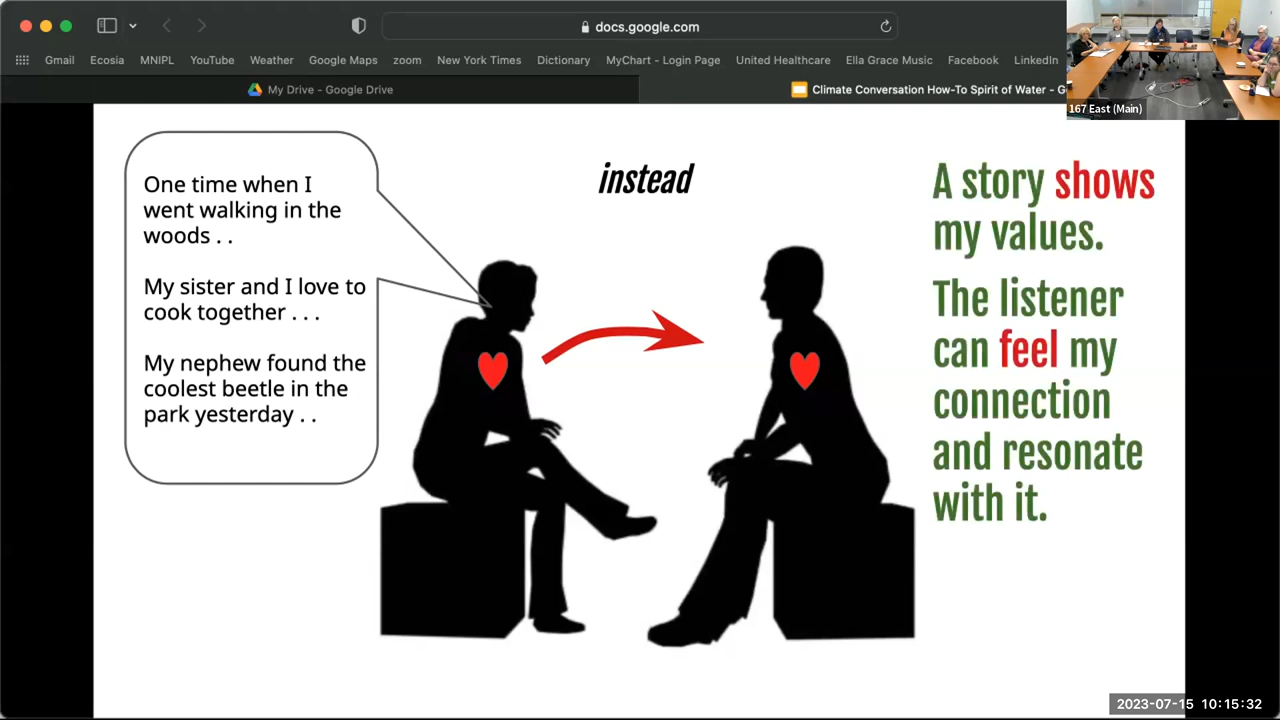 docs.google.com
Gmail
Ecosia
MNIPL
YouTube
Weather
Google Maps
zoom
New York Times
Dictionary
MyChart - Login Page
United Healthcare
Ella Grace Music
Facebook
LinkedIn
My Drive - Google Drive
Climate Conversation How-To Spirit of Water - G
167 East (Main)
One time when I
went walking in the
woods . .
My sister and I love to
cook together . . .
My nephew found the
coolest beetle in the
park yesterday . .
instead
A story shows
my values.
The listener
can feel my
connection
and resonate
with it.
2023-07-15 10:15:32